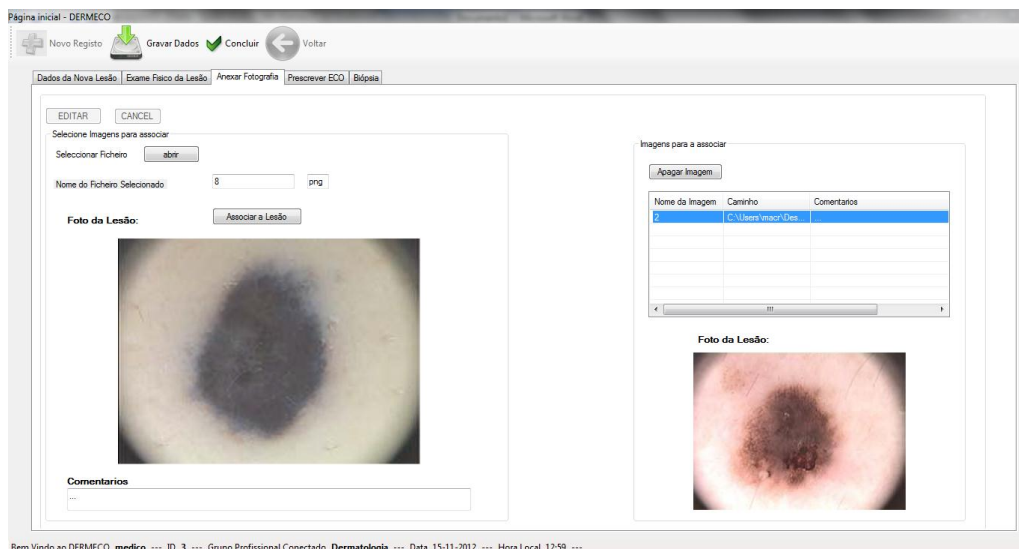 Página inicial - DERMECO
Novo Registo Gravar Dados Concluir Voltar
Dados da Nova Lesão Exame Fisico da Lesão Anexar Fotografia Prescrever ECO Biópsia
EDITAR CANCEL
Selecione Imagens para associar
Seleccionar Ficheiro abrir
Nome do Ficheiro Selecionado 8 png
Foto da Lesão: Associar a Lesão
Comentarios
...
Imagens para a associar
Apagar Imagem
Nome da Imagem Caminho Comentarios
2 C:\Users\macr\Des... ...
Foto da Lesão:
Bem Vindo ao DERMECO medico --- ID 3 --- Grupo Profissional Conectado Dermatologia --- Data 15-11-2012 --- Hora Local 12:59 ---